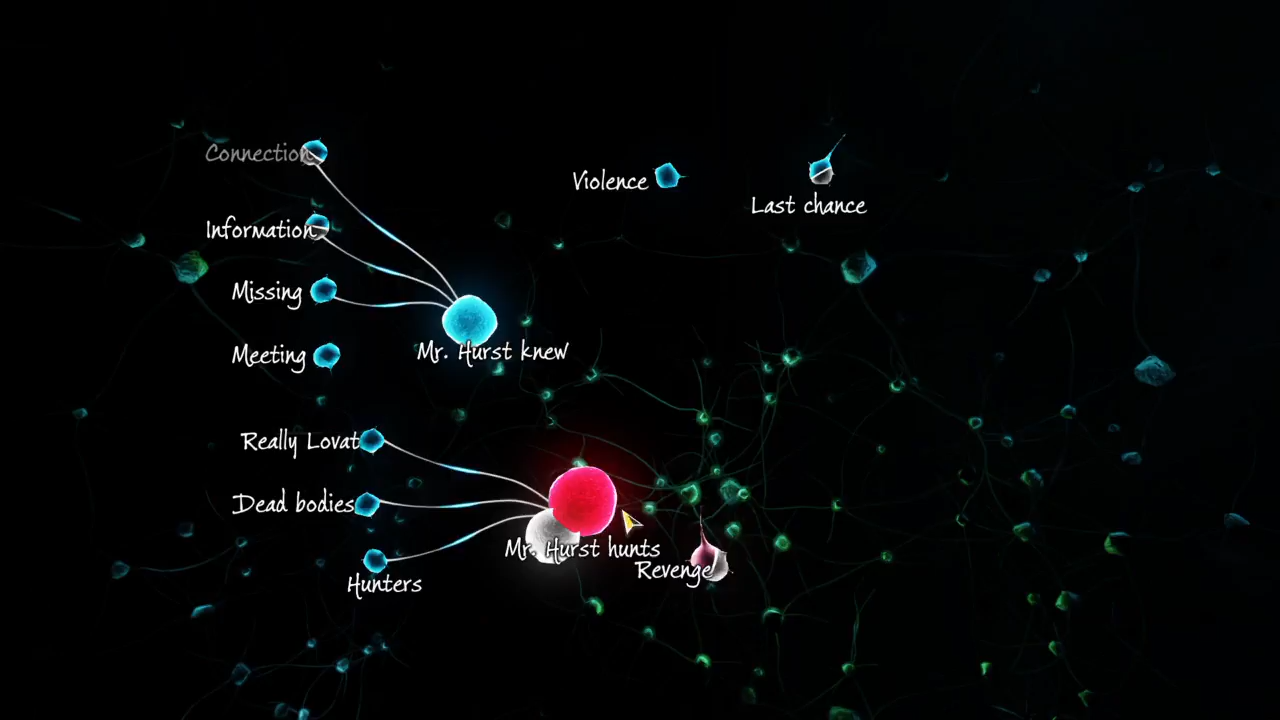 Connection
Violence
Last chance
Information
Missing
Meeting
Mr. Hurst knew
Really Lovat
Dead bodies
Mr. Hurst hunts
Revenge
Hunters